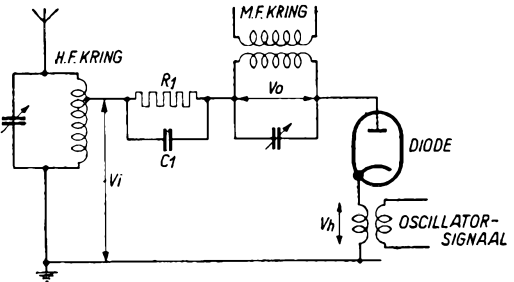 M.F. KRING
H.F. KRING
R1
Vo
C1
Vi
DIODE
Vh
OSCILLATOR-
SIGNAAL